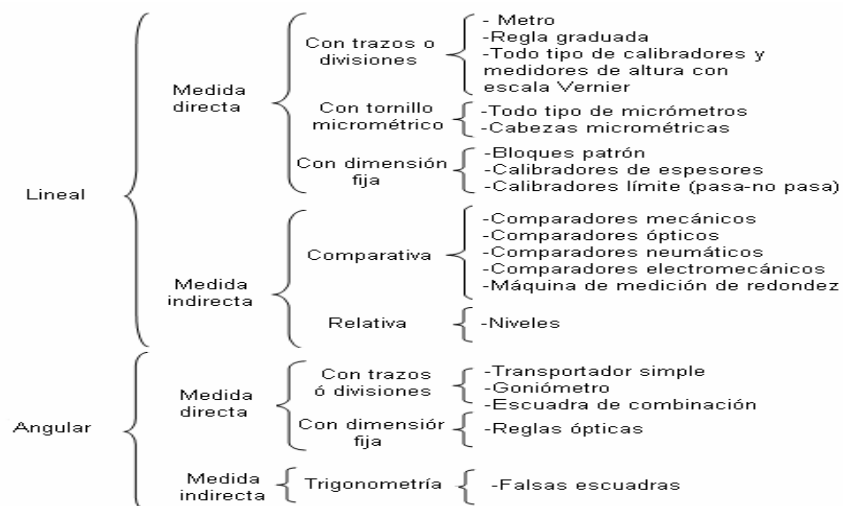 Lineal
Medida
directa
Con trazos o
divisiones
- Metro
-Regla graduada
-Todo tipo de calibradores y
medidores de altura con
escala Vernier
Con tornillo
micrométrico
-Todo tipo de micrómetros
-Cabezas micrométricas
Con dimensión
fija
-Bloques patrón
-Calibradores de espesores
-Calibradores límite (pasa-no pasa)
Medida
indirecta
Comparativa
-Comparadores mecánicos
-Comparadores ópticos
-Comparadores neumáticos
-Comparadores electromecánicos
-Máquina de medición de redondez
Relativa
-Niveles
Angular
Medida
directa
Con trazos
ó divisiones
-Transportador simple
-Goniómetro
-Escuadra de combinación
Con dimensiór
fija
-Reglas ópticas
Medida
indirecta
Trigonometría
-Falsas escuadras